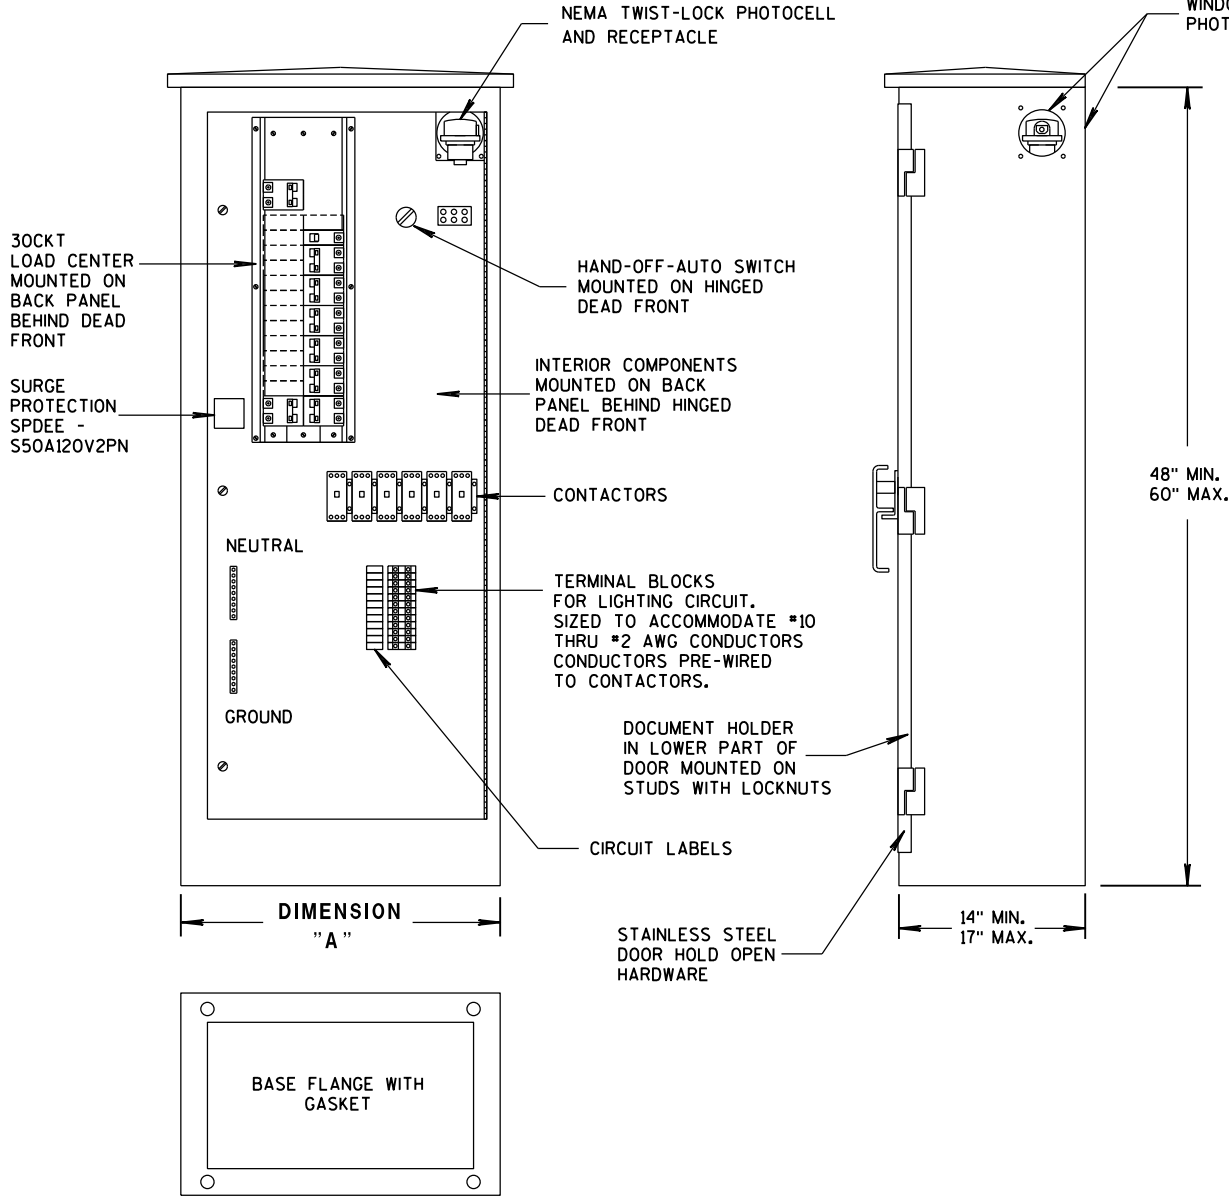 NEMA TWIST-LOCK PHOTOCELL
AND RECEPTACLE
30CKT
LOAD CENTER
MOUNTED ON
BACK PANEL
BEHIND DEAD
FRONT
HAND-OFF-AUTO SWITCH
MOUNTED ON HINGED
DEAD FRONT
INTERIOR COMPONENTS
MOUNTED ON BACK
PANEL BEHIND HINGED
DEAD FRONT
SURGE
PROTECTION
SPDEE -
S50A120V2PN
CONTACTORS
48" MIN.
60" MAX.
NEUTRAL
TERMINAL BLOCKS
FOR LIGHTING CIRCUIT.
SIZED TO ACCOMMODATE #10
THRU #2 AWG CONDUCTORS
CONDUCTORS PRE-WIRED
TO CONTACTORS.
GROUND
DOCUMENT HOLDER
IN LOWER PART OF
DOOR MOUNTED ON
STUDS WITH LOCKNUTS
CIRCUIT LABELS
DIMENSION
"A"
14" MIN.
17" MAX.
STAINLESS STEEL
DOOR HOLD OPEN
HARDWARE
BASE FLANGE WITH
GASKET